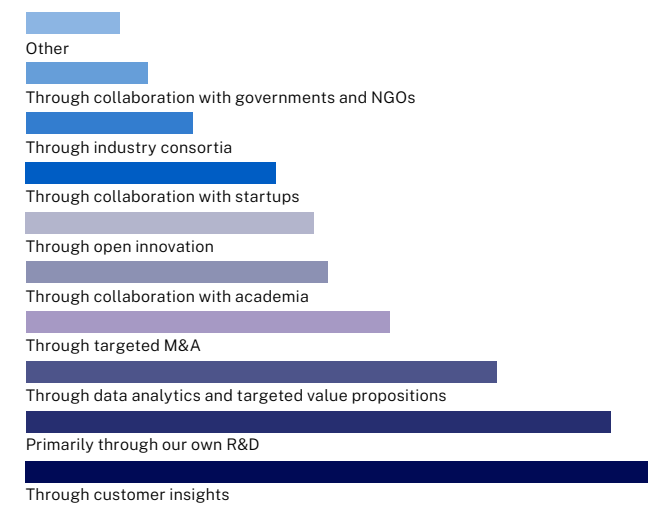 Other
Through collaboration with governments and NGOs
Through industry consortia
Through collaboration with startups
Through open innovation
Through collaboration with academia
Through targeted M&A
Through data analytics and targeted value propositions
Primarily through our own R&D
Through customer insights